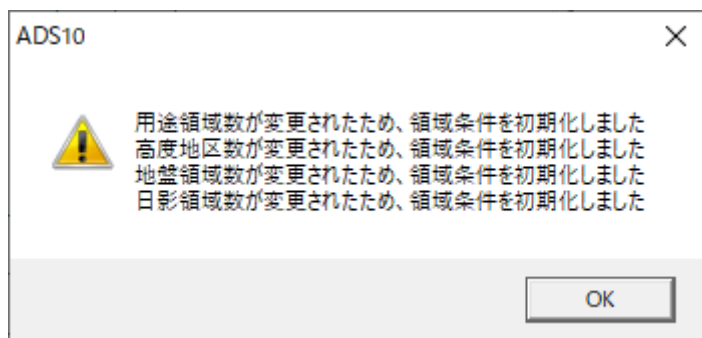 ADS10
用途領域数が変更されたため、領域条件を初期化しました
高度地区数が変更されたため、領域条件を初期化しました
地盤領域数が変更されたため、領域条件を初期化しました
日影領域数が変更されたため、領域条件を初期化しました
OK